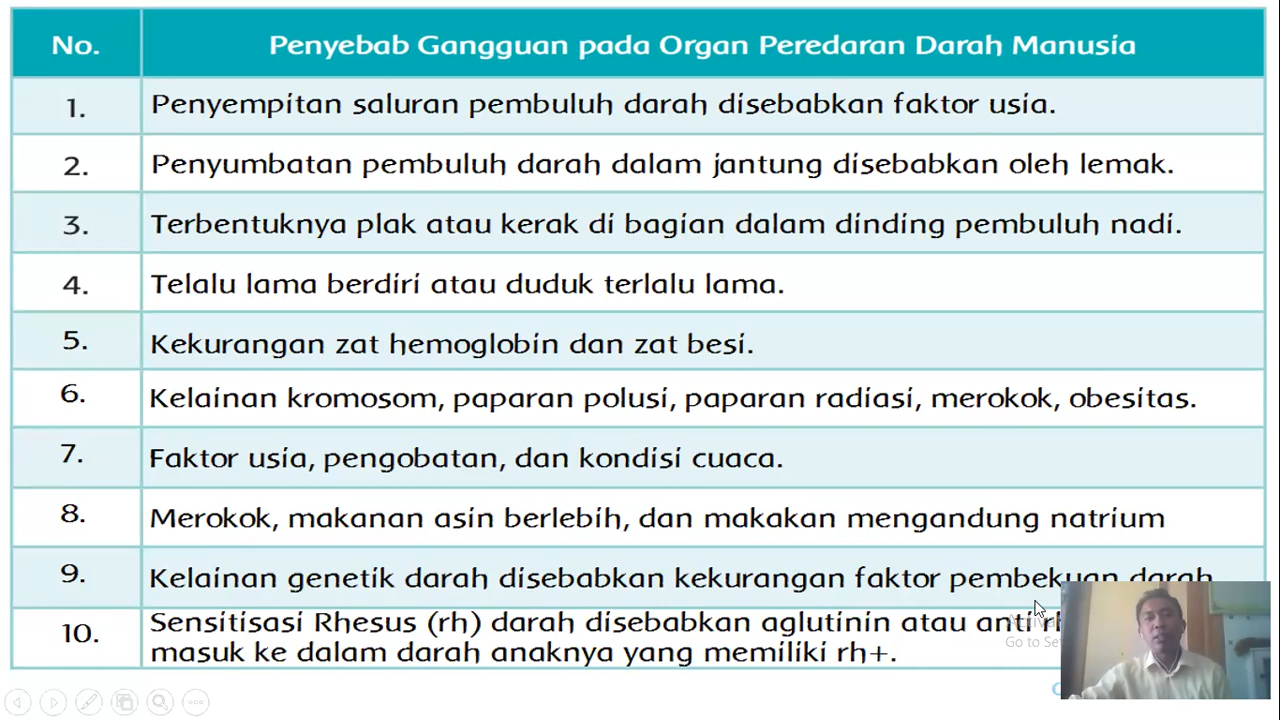 No. Penyebab Gangguan pada Organ Peredaran Darah Manusia
1. Penyempitan saluran pembuluh darah disebabkan faktor usia.
2. Penyumbatan pembuluh darah dalam jantung disebabkan oleh lemak.
3. Terbentuknya plak atau kerak di bagian dalam dinding pembuluh nadi.
4. Telalu lama berdiri atau duduk terlalu lama.
5. Kekurangan zat hemoglobin dan zat besi.
6. Kelainan kromosom, paparan polusi, paparan radiasi, merokok, obesitas.
7. Faktor usia, pengobatan, dan kondisi cuaca.
8. Merokok, makanan asin berlebih, dan makakan mengandung natrium
9. Kelainan genetik darah disebabkan kekurangan faktor pembekuan darah
10. Sensitisasi Rhesus (rh) darah disebabkan aglutinin atau anti
masuk ke dalam darah anaknya yang memiliki rh+.
Go to